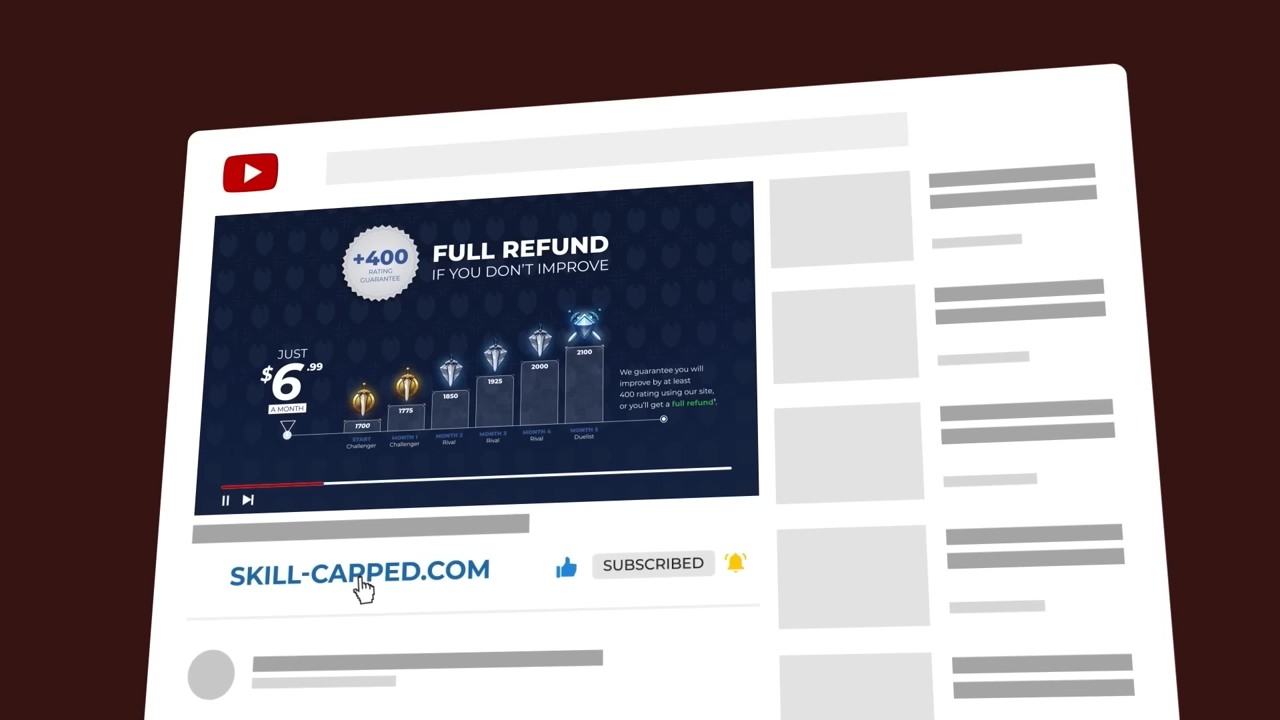 +400
RATING
GUARANTEE
FULL REFUND
IF YOU DON'T IMPROVE
JUST
$6.99
A MONTH
1700
1775
1850
1925
2000
2100
START
Challenger
MONTH 1
Challenger
MONTH 2
Rival
MONTH 3
Rival
MONTH 4
Rival
MONTH 5
Duelist
We guarantee you will
improve by at least
400 rating using our site,
or you'll get a full refund*.
SKILL-CARPED.COM
SUBSCRIBED